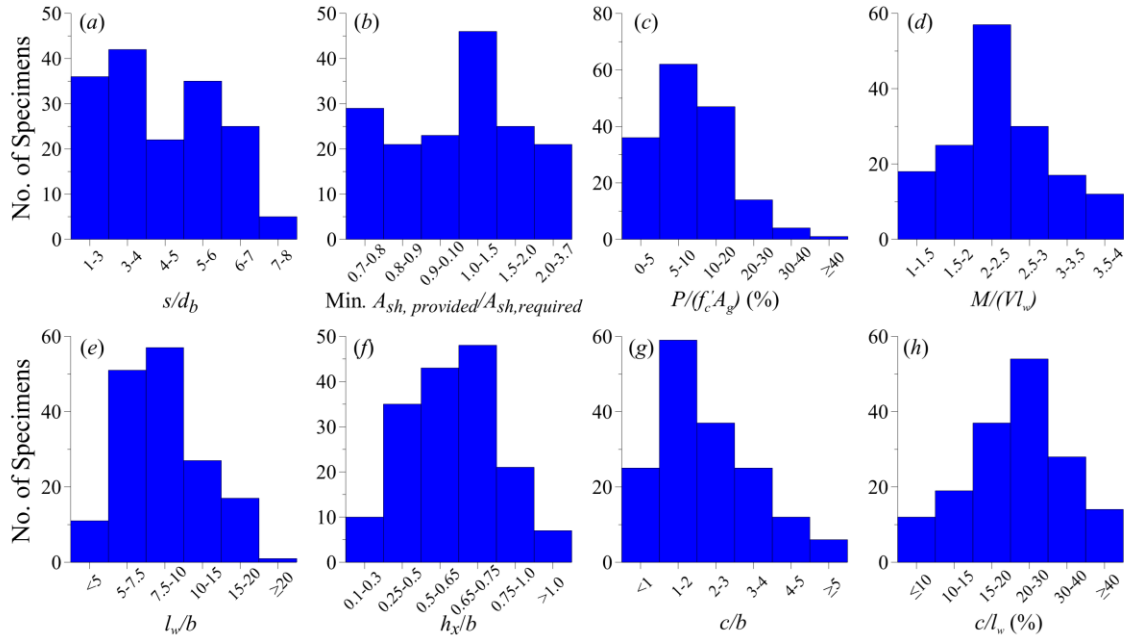 (a)
50
40
30
20
10
0
No. of Specimens
1-3 3-4 4-5 5-6 6-7 7-8
s/d_b
(b)
50
40
30
20
10
0
0.7-0.8 0.8-0.9 0.9-0.10 1.0-1.5 1.5-2.0 2.0-3.7
Min. A_sh, provided/A_sh,required
(c)
80
60
40
20
0
0-5 5-10 10-20 20-30 30-40 ≥40
P/(f_c'A_g) (%)
(d)
60
40
20
0
1-1.5 1.5-2 2-2.5 2.5-3 3-3.5 3.5-4
M/(Vl_w)
(e)
60
40
20
0
No. of Specimens
<5 5-7.5 7.5-10 10-15 15-20 ≥20
l_w/b
(f)
50
40
30
20
10
0
0.1-0.3 0.25-0.5 0.5-0.65 0.65-0.75 0.75-1.0 >1.0
h_x/b
(g)
60
40
20
0
<1 1-2 2-3 3-4 4-5 ≥5
c/b
(h)
60
40
20
0
≤10 10-15 15-20 20-30 30-40 ≥40
c/l_w (%)